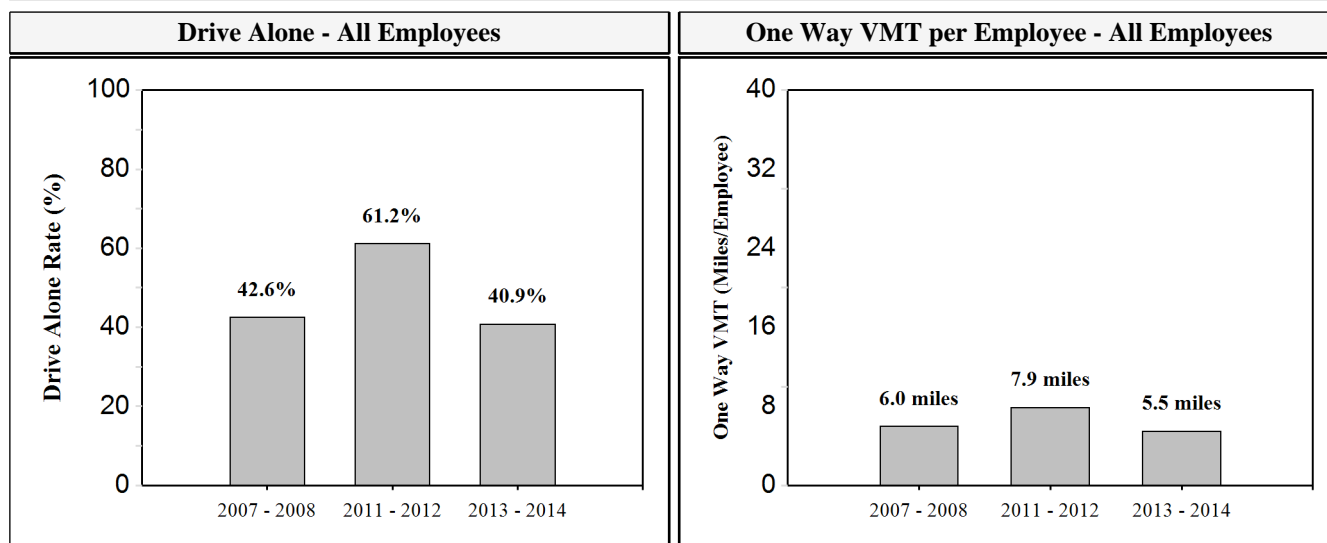 Drive Alone - All Employees
Drive Alone Rate (%)
100
80
60
40
20
0
42.6%
61.2%
40.9%
2007 - 2008
2011 - 2012
2013 - 2014
One Way VMT per Employee - All Employees
One Way VMT (Miles/Employee)
40
32
24
16
8
0
6.0 miles
7.9 miles
5.5 miles
2007 - 2008
2011 - 2012
2013 - 2014